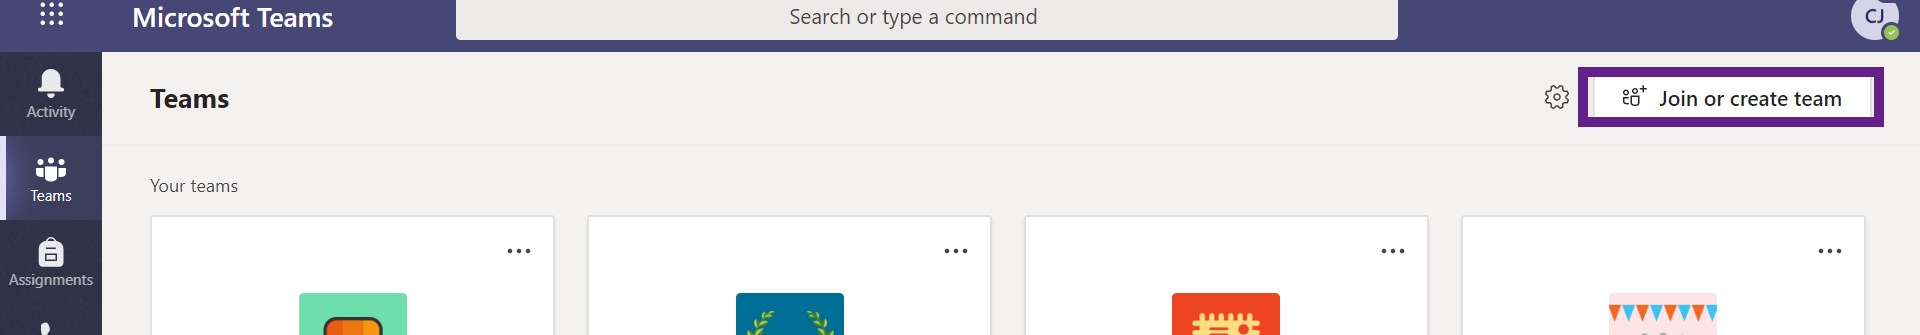 Microsoft Teams
Search or type a command
CJ
Activity
Teams
Assignments
Teams
Join or create team
Your teams